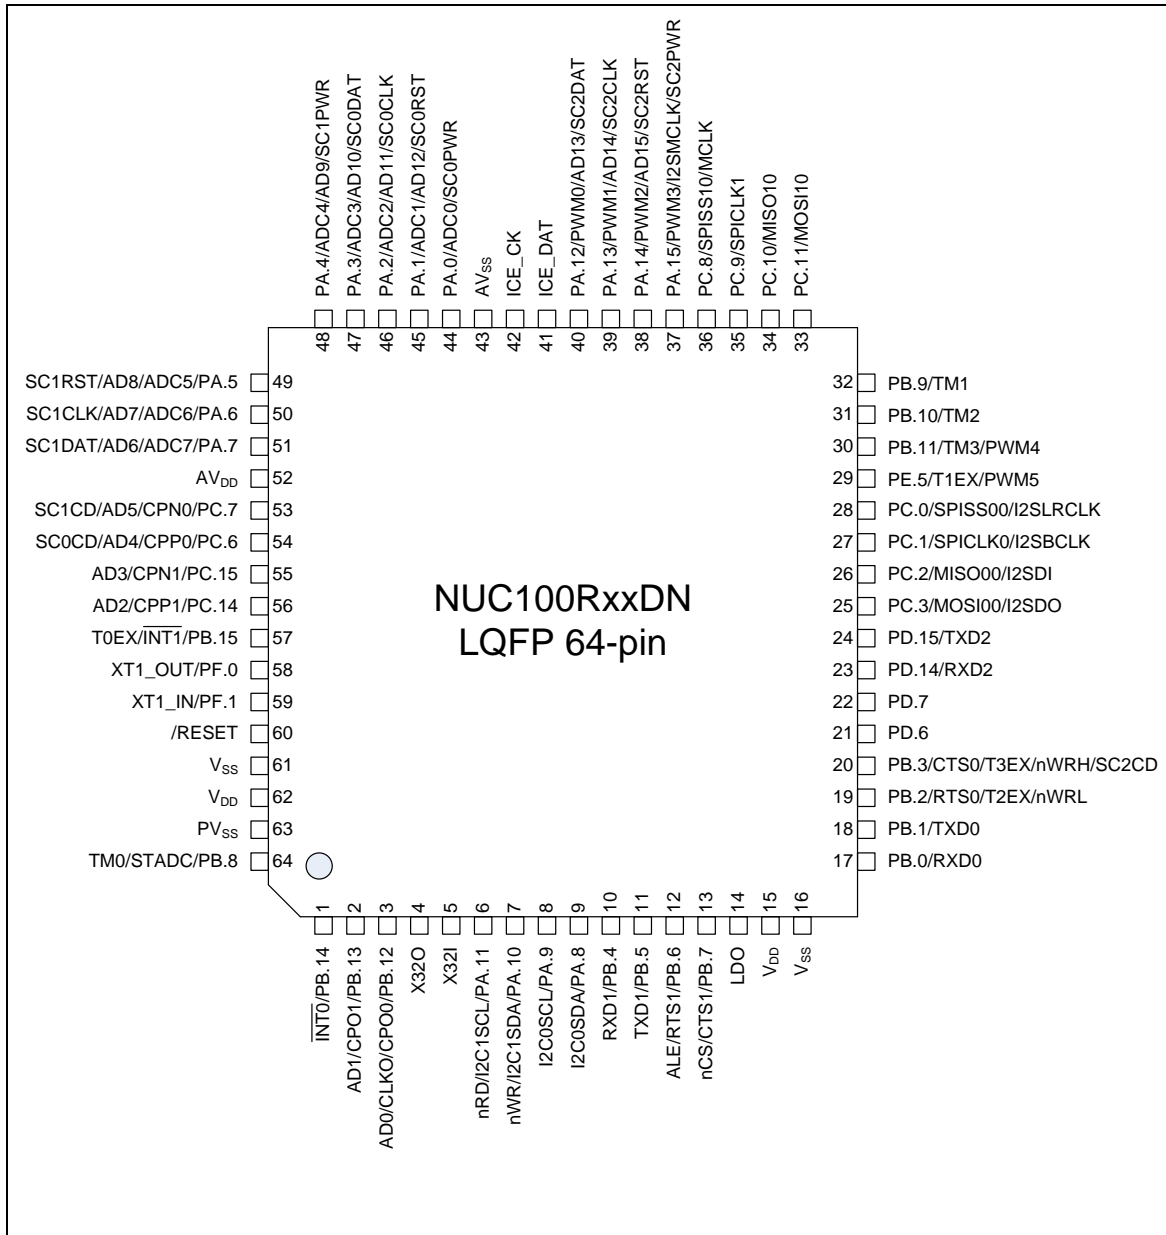 PA.4/ADC4/AD9/SC1PWR
PA.3/ADC3/AD10/SC0DAT
PA.2/ADC2/AD11/SC0CLK
PA.1/ADC1/AD12/SC0RST
PA.0/ADC0/SC0PWR
AVSS
ICE_CK
ICE_DAT
PA.12/PWM0/AD13/SC2DAT
PA.13/PWM1/AD14/SC2CLK
PA.14/PWM2/AD15/SC2RST
PA.15/PWM3/I2SMCLK/SC2PWR
PC.8/SPISS10/MCLK
PC.9/SPICLK1
PC.10/MISO10
PC.11/MOSI10
48
47
46
45
44
43
42
41
40
39
38
37
36
35
34
33
SC1RST/AD8/ADC5/PA.5 49
SC1CLK/AD7/ADC6/PA.6 50
SC1DAT/AD6/ADC7/PA.7 51
AVDD 52
SC1CD/AD5/CPN0/PC.7 53
SC0CD/AD4/CPP0/PC.6 54
AD3/CPN1/PC.15 55
AD2/CPP1/PC.14 56
T0EX/INT1/PB.15 57
XT1_OUT/PF.0 58
XT1_IN/PF.1 59
/RESET 60
VSS 61
VDD 62
PVSS 63
TM0/STADC/PB.8 64
NUC100RxxDN
LQFP 64-pin
32 PB.9/TM1
31 PB.10/TM2
30 PB.11/TM3/PWM4
29 PE.5/T1EX/PWM5
28 PC.0/SPISS00/I2SLRCLK
27 PC.1/SPICLK0/I2SBCLK
26 PC.2/MISO00/I2SDI
25 PC.3/MOSI00/I2SDO
24 PD.15/TXD2
23 PD.14/RXD2
22 PD.7
21 PD.6
20 PB.3/CTS0/T3EX/nWRH/SC2CD
19 PB.2/RTS0/T2EX/nWRL
18 PB.1/TXD0
17 PB.0/RXD0
1
2
3
4
5
6
7
8
9
10
11
12
13
14
15
16
INT0/PB.14
AD1/CPO1/PB.13
AD0/CLKO/CPO0/PB.12
X32O
X32I
nRD/I2C1SCL/PA.11
nWR/I2C1SDA/PA.10
I2C0SCL/PA.9
I2C0SDA/PA.8
RXD1/PB.4
TXD1/PB.5
ALE/RTS1/PB.6
nCS/CTS1/PB.7
LDO
VDD
VSS